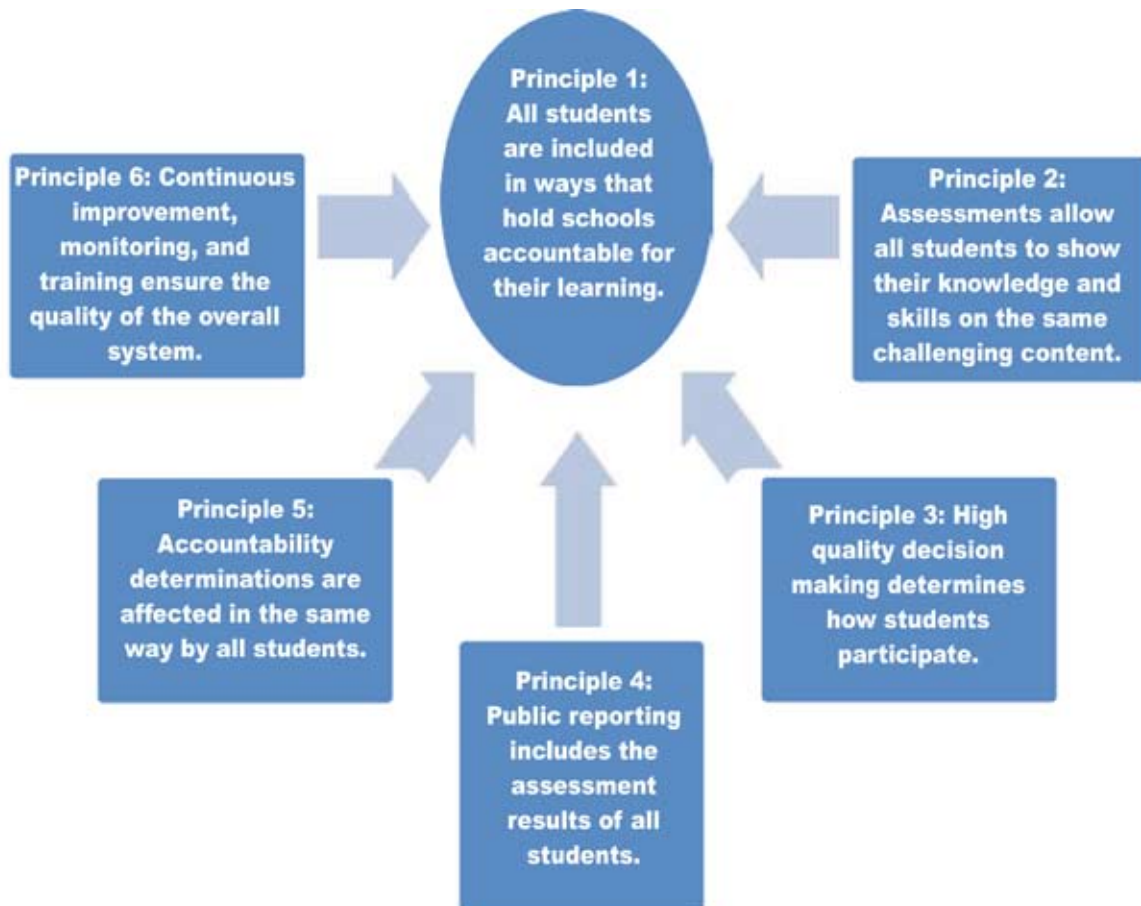 Principle 1:
All students
are included
in ways that
hold schools
accountable for
their learning.
Principle 2:
Assessments allow
all students to show
their knowledge and
skills on the same
challenging content.
Principle 3: High
quality decision
making determines
how students
participate.
Principle 4:
Public reporting
includes the
assessment
results of all
students.
Principle 5:
Accountability
determinations are
affected in the same
way by all students.
Principle 6: Continuous
improvement,
monitoring, and
training ensure the
quality of the overall
system.